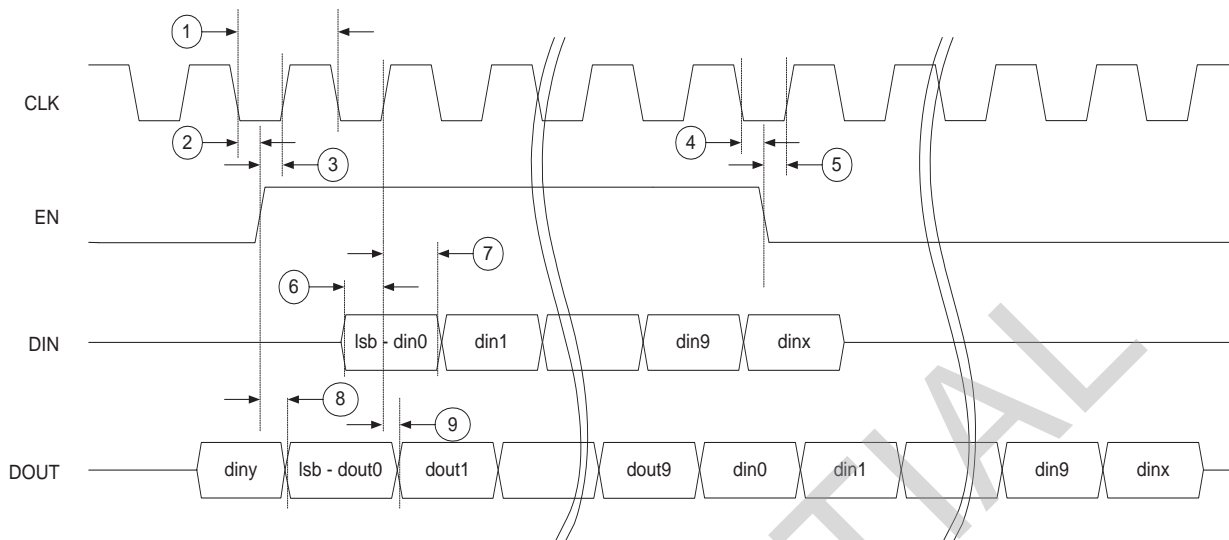 1
CLK
2
3
4
5
EN
6
7
DIN
lsb - din0
din1
din9
dinx
8
9
DOUT
diny
lsb - dout0
dout1
dout9
din0
din1
din9
dinx
TIAL